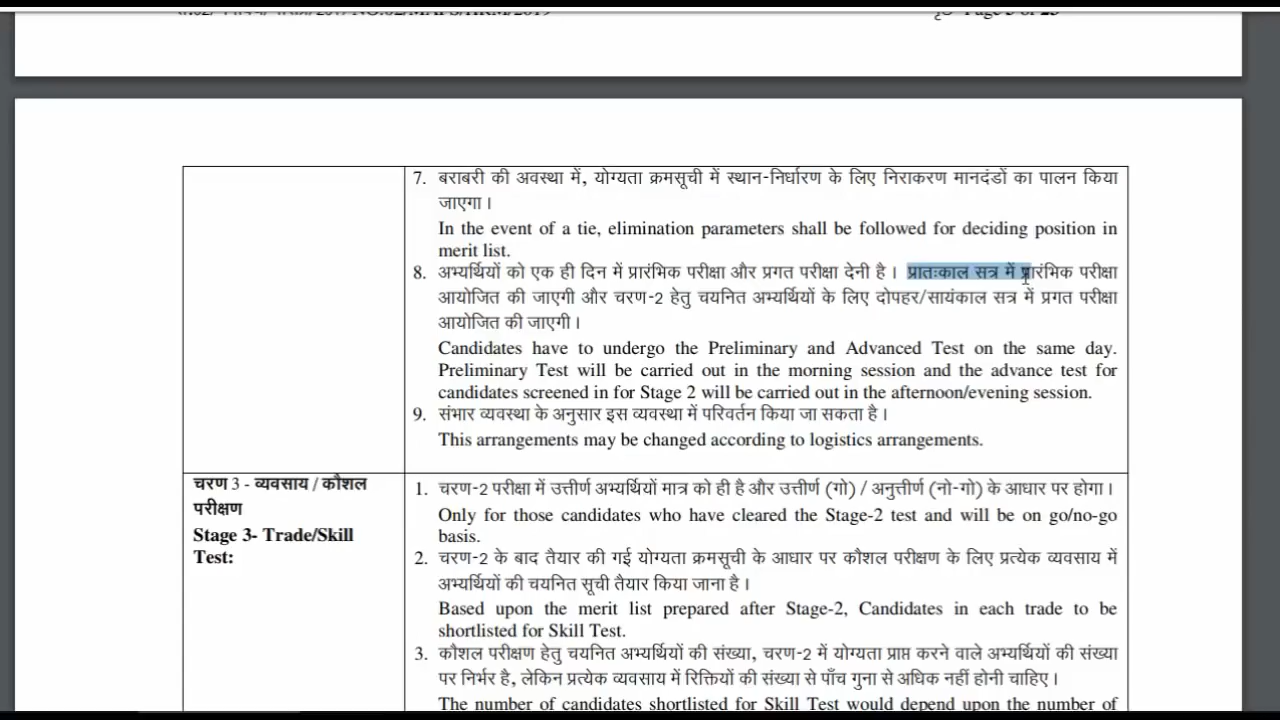 NO.02/MAPS/HRM/2019
7. बराबरी की अवस्था में, योग्यता क्रमसूची में स्थान-निर्धारण के लिए निराकरण मानदंडों का पालन किया
जाएगा ।
In the event of a tie, elimination parameters shall be followed for deciding position in
merit list.
8. अभ्यर्थियों को एक ही दिन में प्रारंभिक परीक्षा और प्रगत परीक्षा देनी है । प्रातःकाल सत्र में प्रारंभिक परीक्षा
आयोजित की जाएगी और चरण-2 हेतु चयनित अभ्यर्थियों के लिए दोपहर/सायंकाल सत्र में प्रगत परीक्षा
आयोजित की जाएगी ।
Candidates have to undergo the Preliminary and Advanced Test on the same day.
Preliminary Test will be carried out in the morning session and the advance test for
candidates screened in for Stage 2 will be carried out in the afternoon/evening session.
9. संभार व्यवस्था के अनुसार इस व्यवस्था में परिवर्तन किया जा सकता है ।
This arrangements may be changed according to logistics arrangements.
चरण 3 - व्यवसाय / कौशल
परीक्षण
Stage 3- Trade/Skill
Test:
1. चरण-2 परीक्षा में उत्तीर्ण अभ्यर्थियों मात्र को ही है और उत्तीर्ण (गो) / अनुत्तीर्ण (नो-गो) के आधार पर होगा ।
Only for those candidates who have cleared the Stage-2 test and will be on go/no-go
basis.
2. चरण-2 के बाद तैयार की गई योग्यता क्रमसूची के आधार पर कौशल परीक्षण के लिए प्रत्येक व्यवसाय में
अभ्यर्थियों की चयनित सूची तैयार किया जाना है ।
Based upon the merit list prepared after Stage-2, Candidates in each trade to be
shortlisted for Skill Test.
3. कौशल परीक्षण हेतु चयनित अभ्यर्थियों की संख्या, चरण-2 में योग्यता प्राप्त करने वाले अभ्यर्थियों की संख्या
पर निर्भर है, लेकिन प्रत्येक व्यवसाय में रिक्तियों की संख्या से पाँच गुना से अधिक नहीं होनी चाहिए ।
The number of candidates shortlisted for Skill Test would depend upon the number of